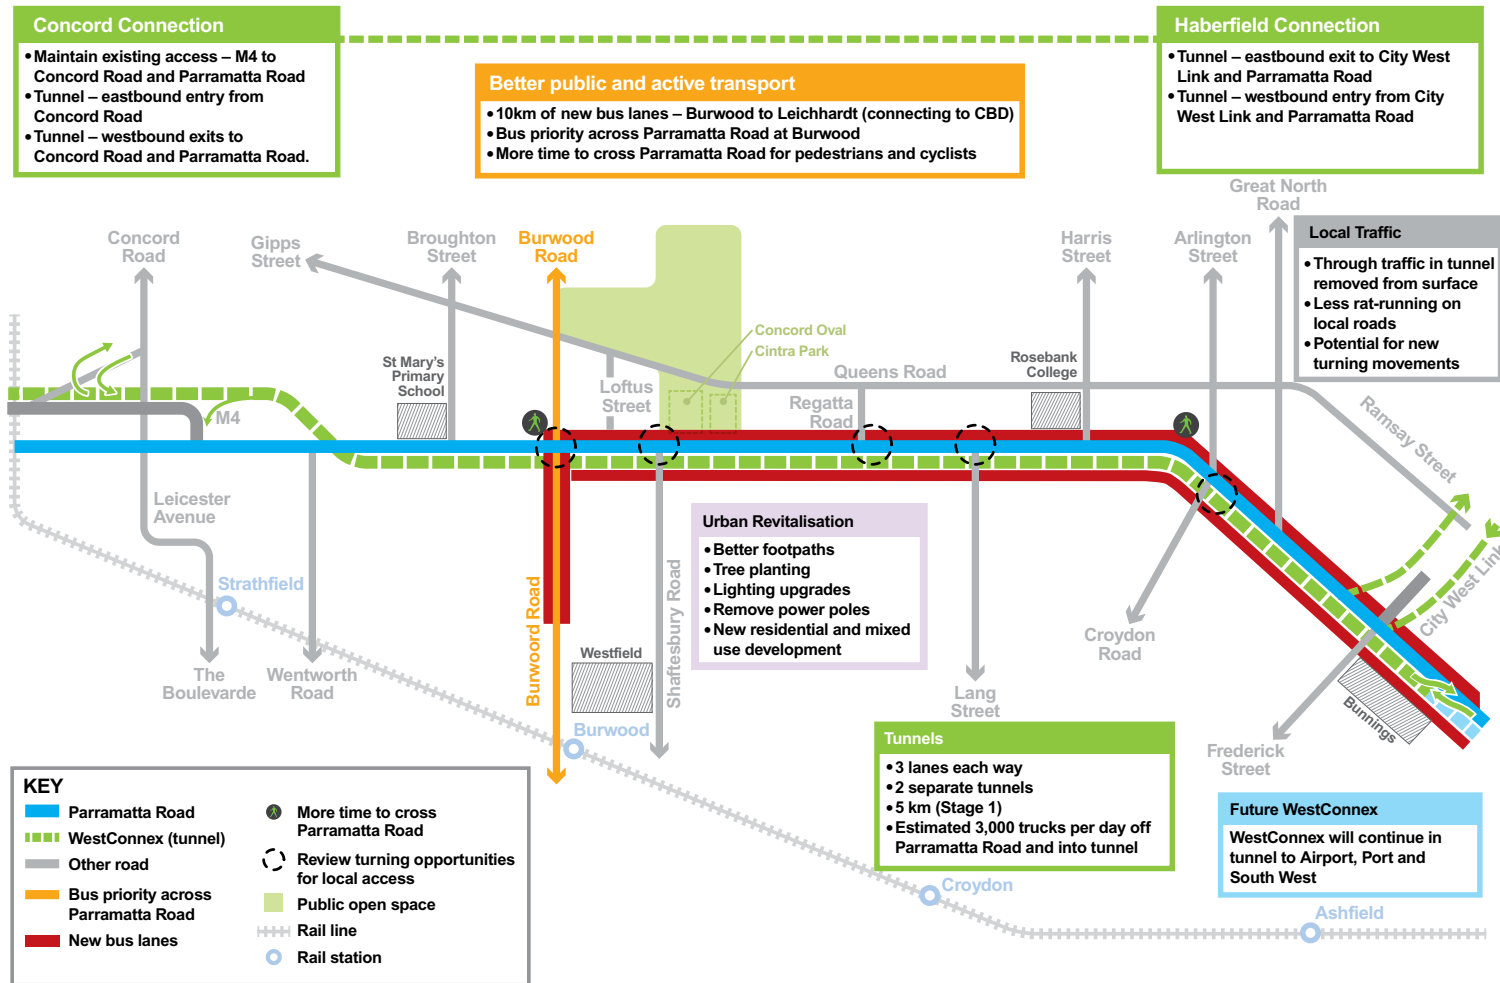 Concord Connection
• Maintain existing access – M4 to
Concord Road and Parramatta Road
• Tunnel – eastbound entry from
Concord Road
• Tunnel – westbound exits to
Concord Road and Parramatta Road.
Better public and active transport
• 10km of new bus lanes – Burwood to Leichhardt (connecting to CBD)
• Bus priority across Parramatta Road at Burwood
• More time to cross Parramatta Road for pedestrians and cyclists
Haberfield Connection
• Tunnel – eastbound exit to City West
Link and Parramatta Road
• Tunnel – westbound entry from City
West Link and Parramatta Road
Concord
Road
Gipps
Street
Broughton
Street
Burwood
Road
Harris
Street
Arlington
Street
Great North
Road
Local Traffic
• Through traffic in tunnel
removed from surface
• Less rat-running on
local roads
• Potential for new
turning movements
Concord Oval
Cintra Park
St Mary's
Primary
School
Loftus
Street
Queens Road
Regatta
Road
Rosebank
College
Ramsay Street
M4
Leicester
Avenue
Strathfield
The
Boulevarde
Wentworth
Road
Burwoord Road
Westfield
Shaftesbury Road
Burwood
Urban Revitalisation
• Better footpaths
• Tree planting
• Lighting upgrades
• Remove power poles
• New residential and mixed
use development
Lang
Street
Croydon
Road
City West Link
Bunnings
Frederick
Street
Tunnels
• 3 lanes each way
• 2 separate tunnels
• 5 km (Stage 1)
• Estimated 3,000 trucks per day off
Parramatta Road and into tunnel
Future WestConnex
WestConnex will continue in
tunnel to Airport, Port and
South West
Croydon
Ashfield
KEY
Parramatta Road
WestConnex (tunnel)
Other road
Bus priority across
Parramatta Road
New bus lanes
More time to cross
Parramatta Road
Review turning opportunities
for local access
Public open space
Rail line
Rail station